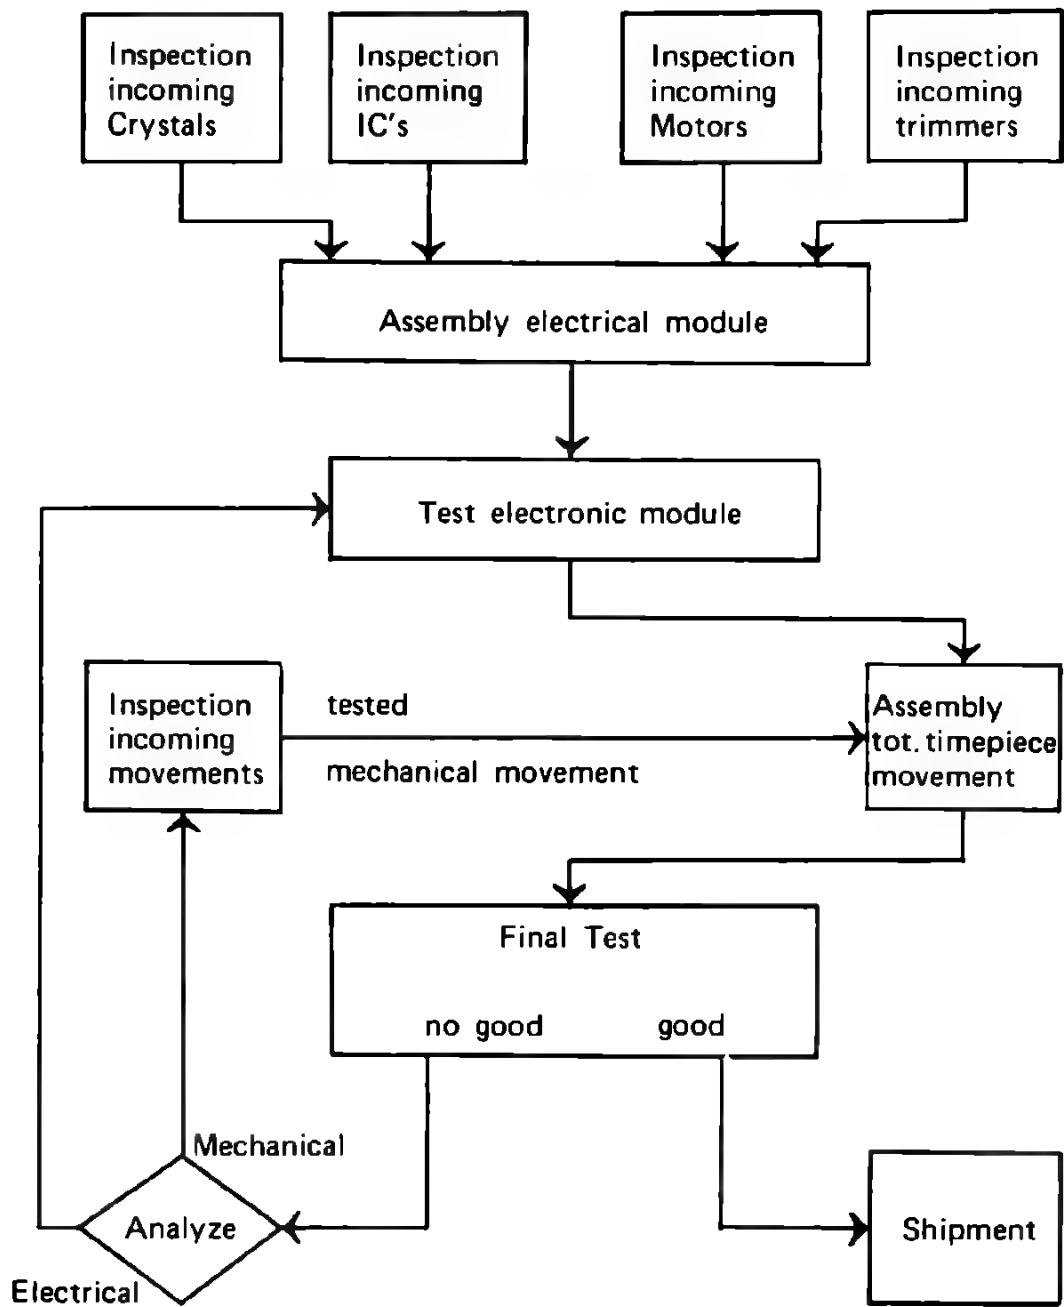 Inspection
incoming
Crystals
Inspection
incoming
IC's
Inspection
incoming
Motors
Inspection
incoming
trimmers
Assembly electrical module
Test electronic module
Inspection
incoming
movements
tested
mechanical movement
Assembly
tot. timepiece
movement
Final Test
no good
good
Mechanical
Analyze
Electrical
Shipment